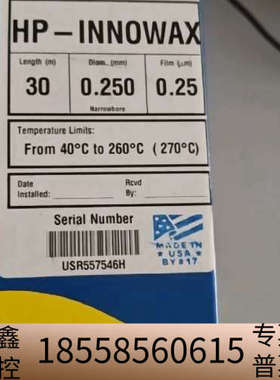 HP-INNOWAX
Length (m) Diam. (mm) Film (µm)
30 0.250 0.25
Narrowbore
Temperature Limits:
From 40°C to 260°C (270°C)
Date Rcvd
Installed By
Serial Number
USR557546H
MADE IN
USA
BY #17
鑫 18558560615 专
控 普